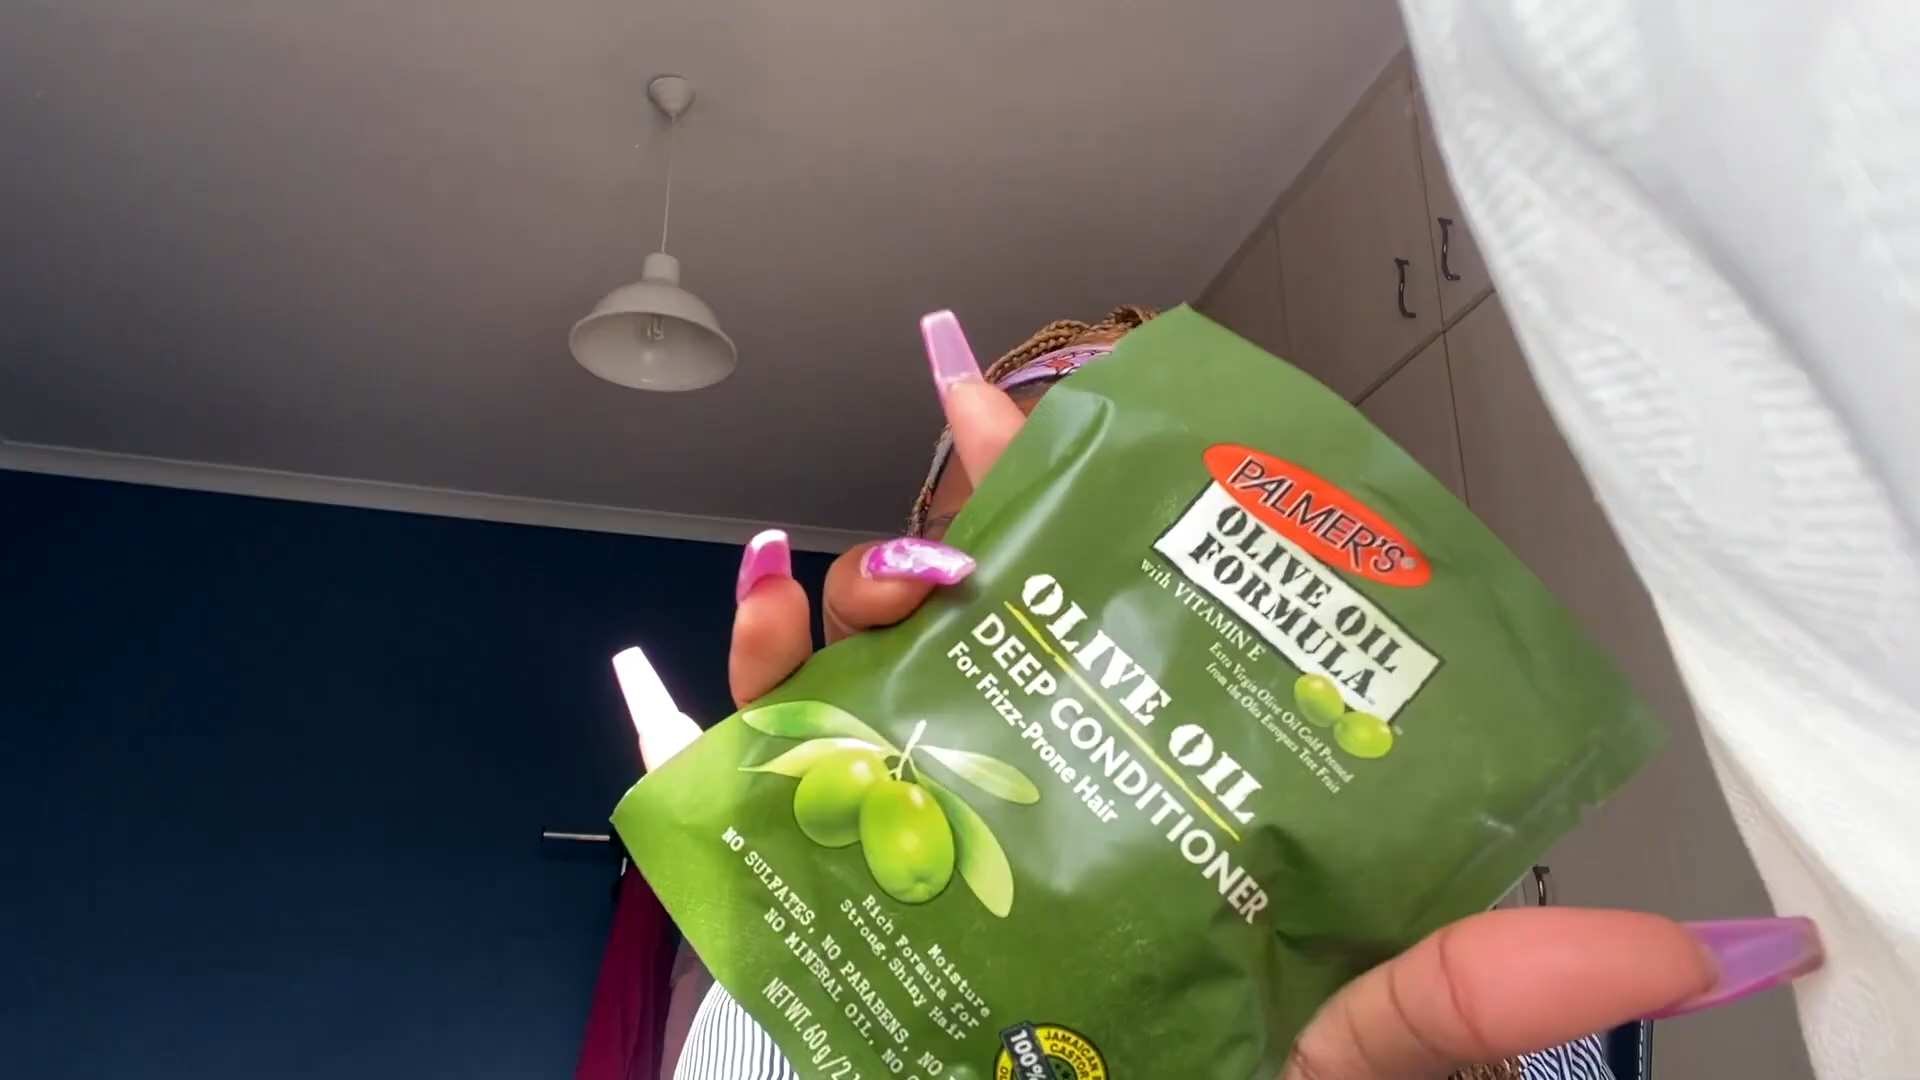 PALMER'S®
OLIVE OIL
FORMULA
with VITAMIN E
Extra Virgin Olive Oil Cold Pressed
from the Olea Europaea Tree Fruit
OLIVE OIL
DEEP CONDITIONER
For Frizz-Prone Hair
Moisture
Rich Formula for
Strong, Shiny Hair
NO SULFATES, NO PARABENS, NO
NO MINERAL OIL, NO
NET WT. 60g/2.1
100%
JAMAICAN
CASTOR